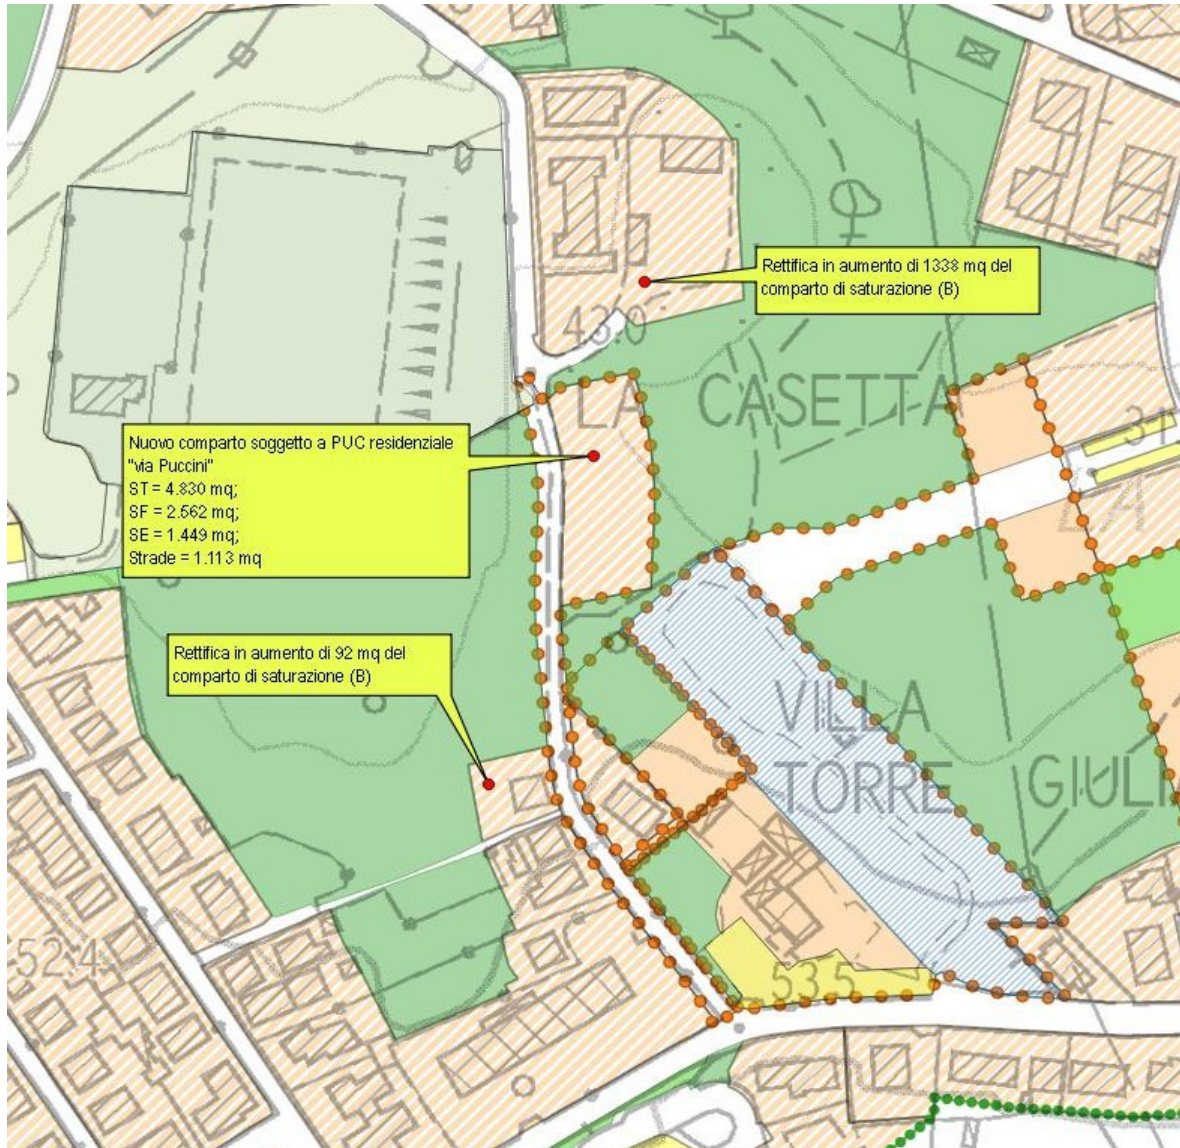 Rettifica in aumento di 1338 mq del
comparto di saturazione (B)
43.0
LA CASETTA
Nuovo comparto soggetto a PUC residenziale
"via Puccini"
ST = 4.830 mq;
SF = 2.562 mq;
SE = 1.449 mq;
Strade = 1.113 mq
Rettifica in aumento di 92 mq del
comparto di saturazione (B)
VILLA
TORRE GIULI
52.4
53.5